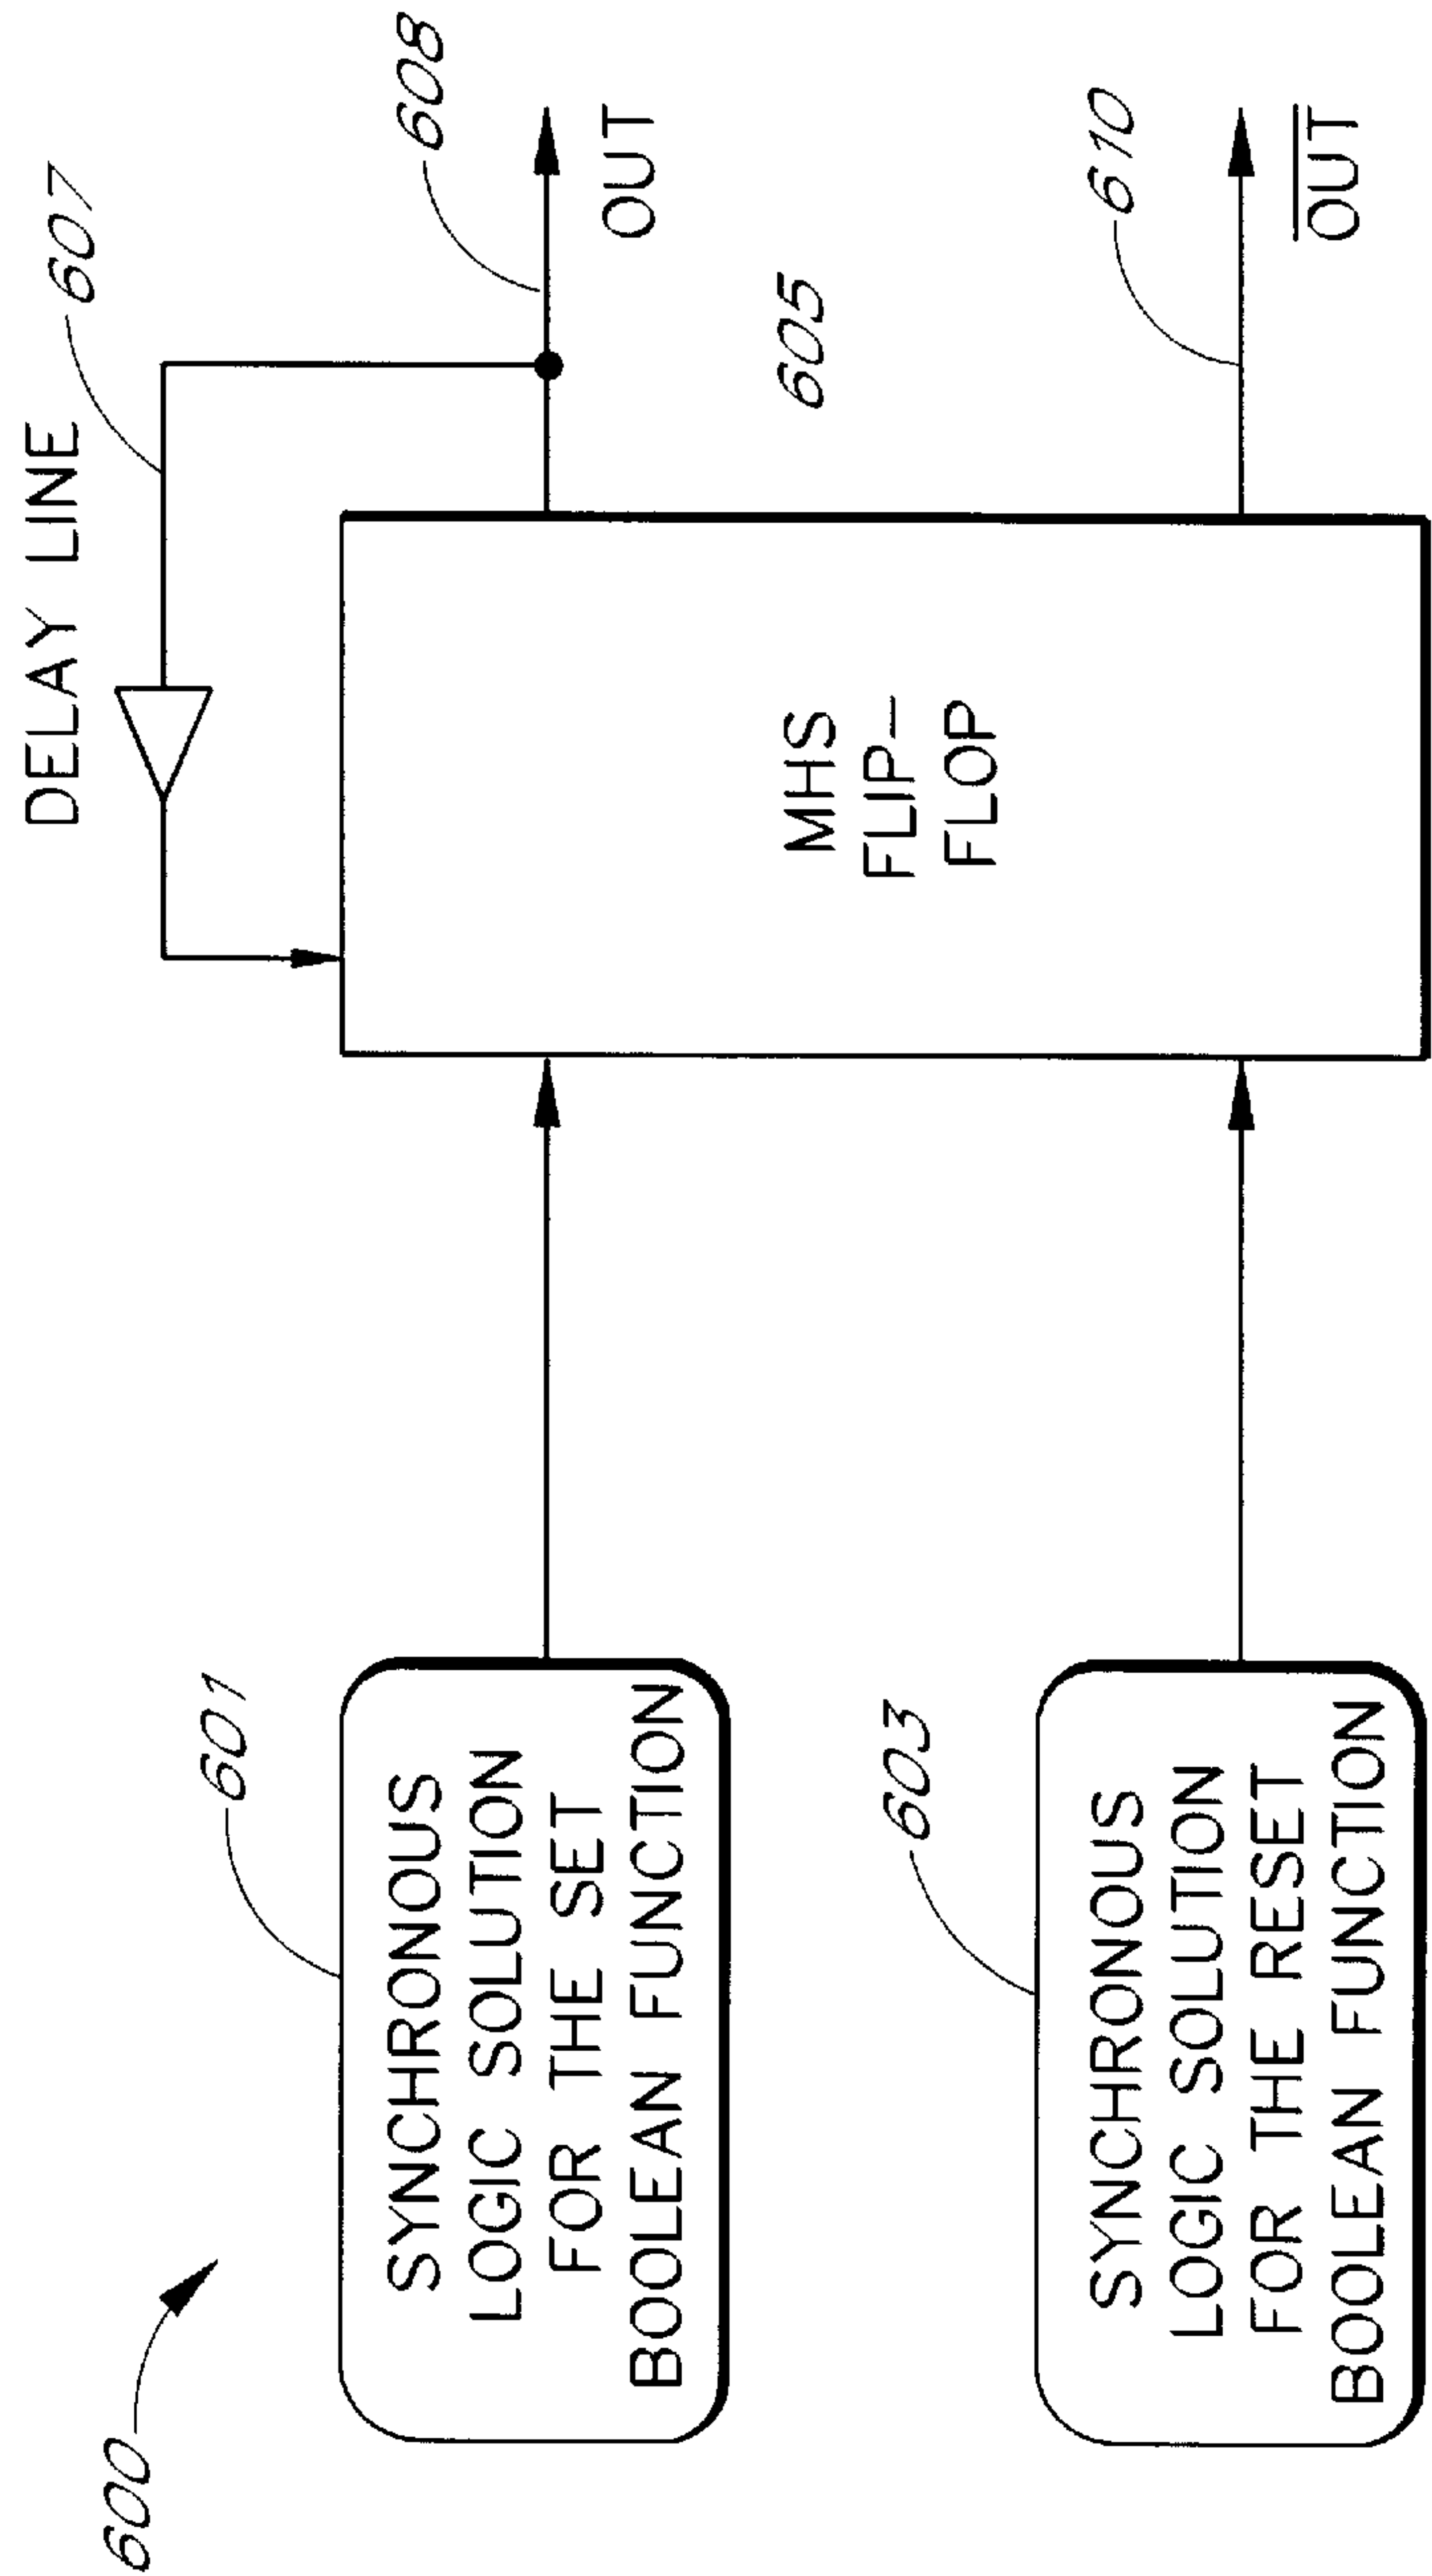 600
601
SYNCHRONOUS
LOGIC SOLUTION
FOR THE SET
BOOLEAN FUNCTION
603
SYNCHRONOUS
LOGIC SOLUTION
FOR THE RESET
BOOLEAN FUNCTION
DELAY LINE
607
MHS
FLIP-
FLOP
605
608
OUT
610
OUT